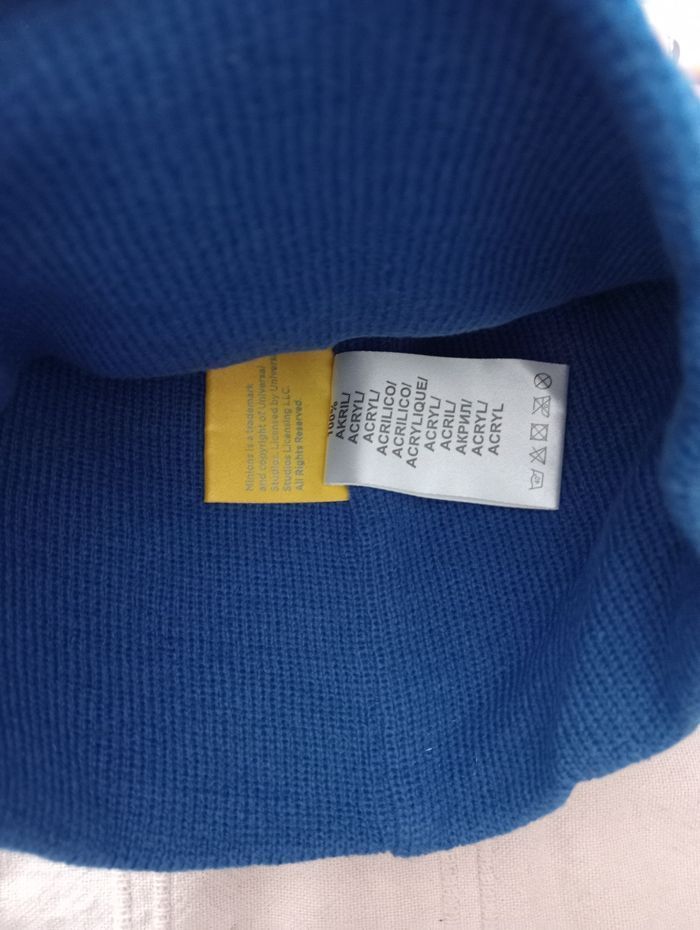 Minions is a trademark
and copyright of Universal
Studios. Licensed by Universal
Studios Licensing LLC.
All Rights Reserved.
100%
AKRIL/
ACRYL/
ACRYL/
ACRILICO/
ACRILICO/
ACRYLIQUE/
ACRYL/
ACRIL/
АКРИЛ/
ACRYL/
ACRYL